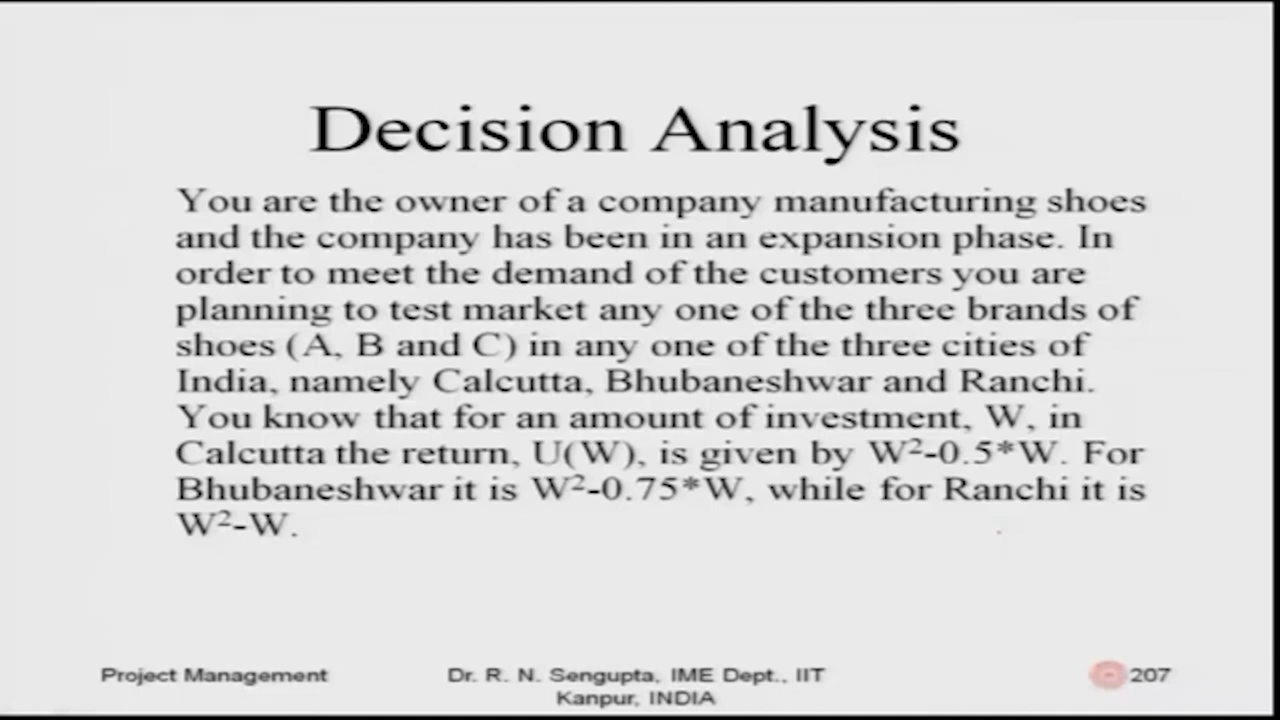 Decision Analysis
You are the owner of a company manufacturing shoes
and the company has been in an expansion phase. In
order to meet the demand of the customers you are
planning to test market any one of the three brands of
shoes (A, B and C) in any one of the three cities of
India, namely Calcutta, Bhubaneshwar and Ranchi.
You know that for an amount of investment, W, in
Calcutta the return, U(W), is given by W²-0.5*W. For
Bhubaneshwar it is W²-0.75*W, while for Ranchi it is
W²-W.
Project Management
Dr. R. N. Sengupta, IME Dept., IIT
Kanpur, INDIA
207